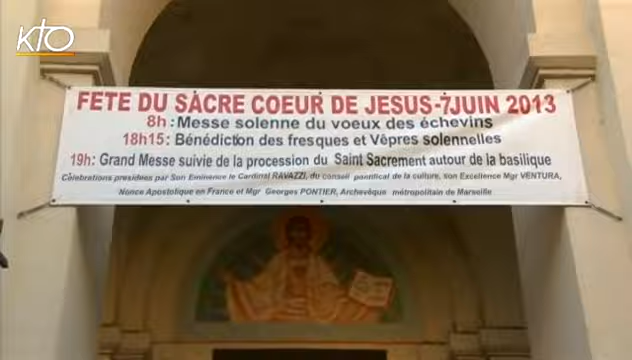 KTO
FETE DU SACRE COEUR DE JESUS-7JUIN 2013
8h : Messe solenne du voeux des échevins
18h15 : Bénédiction des fresques et Vêpres solennelles
19h : Grand Messe suivie de la procession du Saint Sacrement autour de la basilique
Célébrations présidées par Son Eminence le Cardinal RAVAZZI, du conseil pontifical de la culture, son Excellence Mgr VENTURA,
Nonce Apostolique en France et Mgr Georges PONTIER, Archevêque métropolitain de Marseille